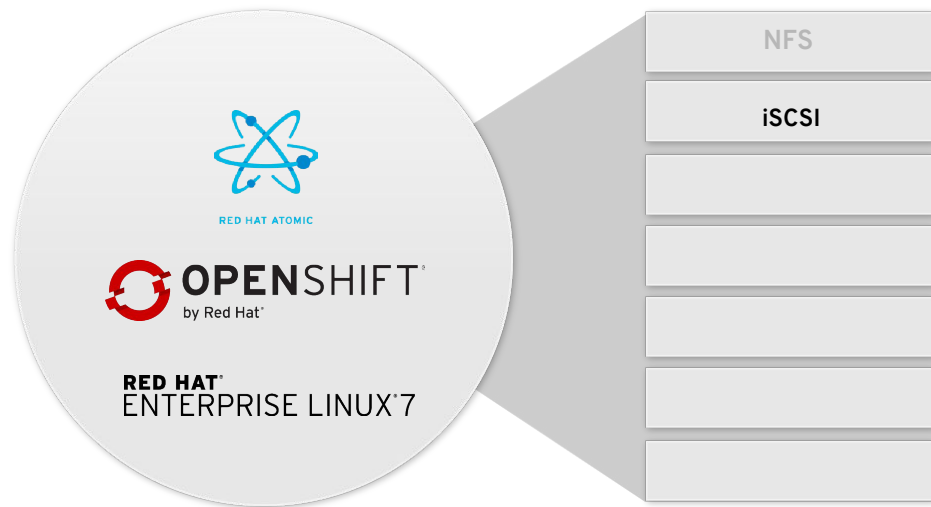 NFS
iSCSI
RED HAT ATOMIC
OPENSHIFT
by Red Hat®
RED HAT®
ENTERPRISE LINUX®7